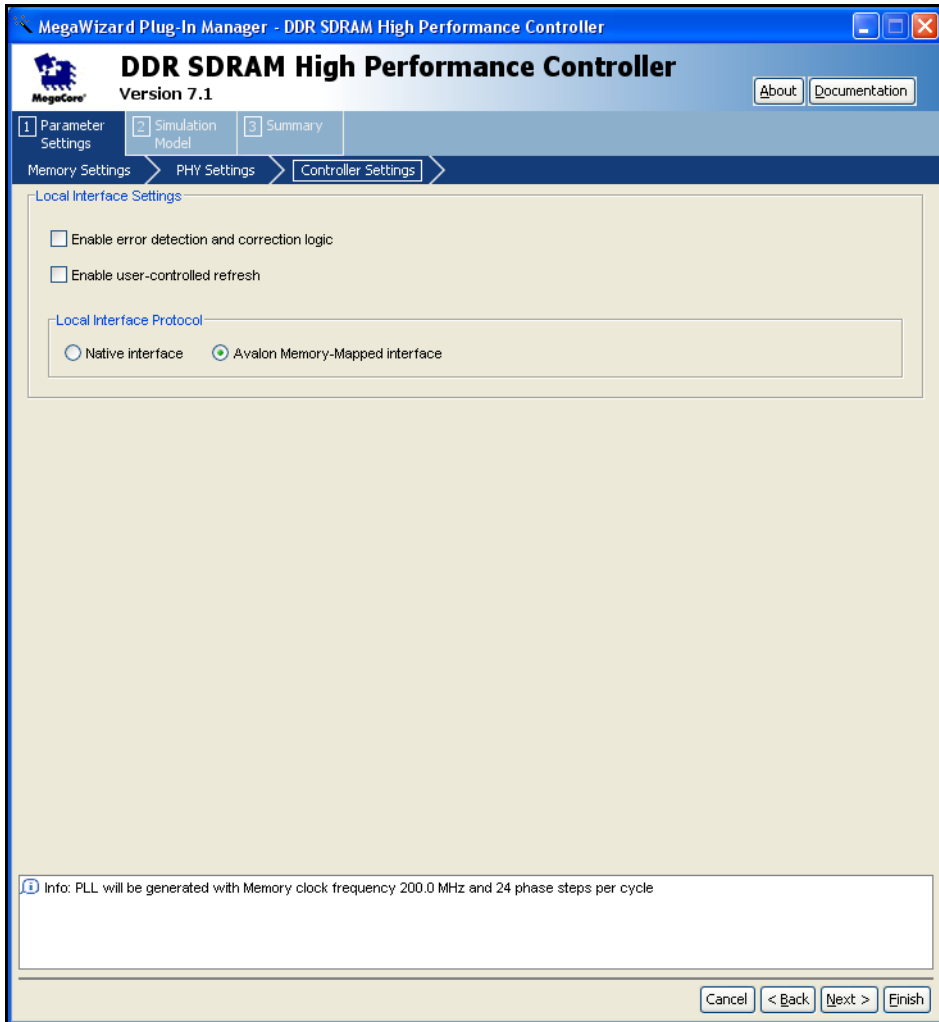 MegaWizard Plug-In Manager - DDR SDRAM High Performance Controller
MegaCore®
DDR SDRAM High Performance Controller
Version 7.1
About
Documentation
1 Parameter Settings
2 Simulation Model
3 Summary
Memory Settings
PHY Settings
Controller Settings
Local Interface Settings
Enable error detection and correction logic
Enable user-controlled refresh
Local Interface Protocol
Native interface
Avalon Memory-Mapped interface
Info: PLL will be generated with Memory clock frequency 200.0 MHz and 24 phase steps per cycle
Cancel
< Back
Next >
Finish